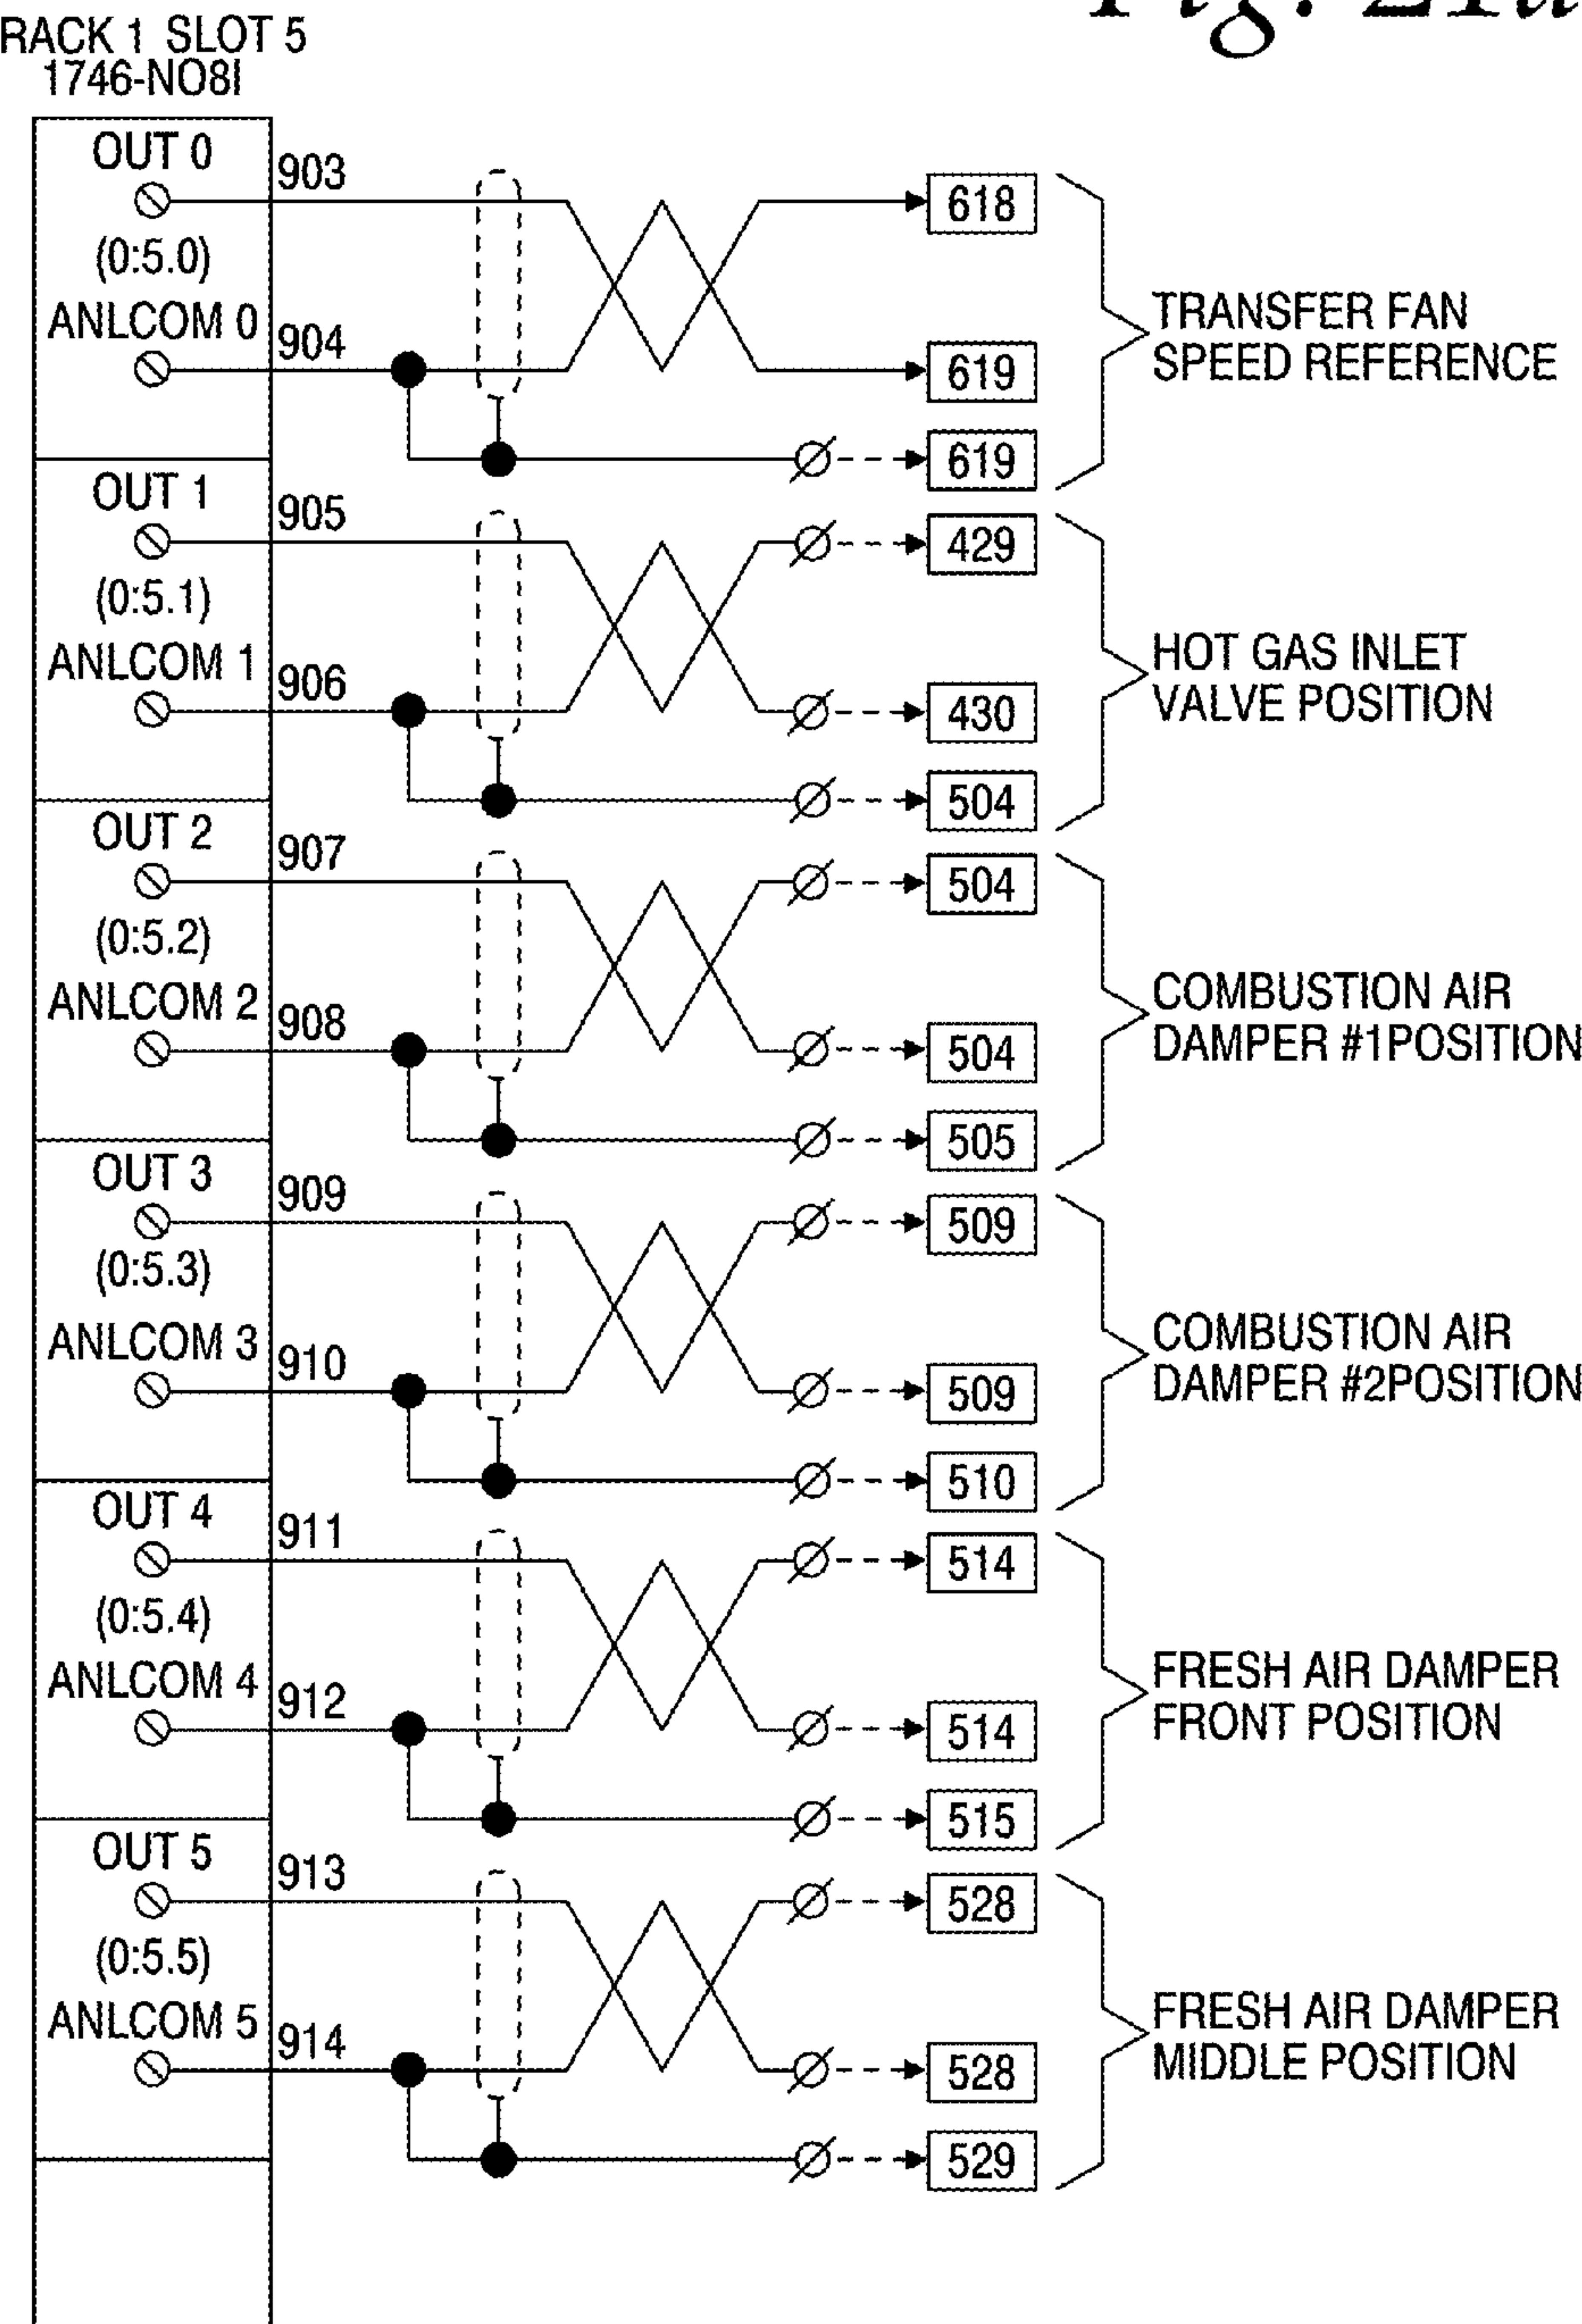 Fig. 21a
RACK 1 SLOT 5
1746-NO8I
OUT 0
903
618
(0:5.0)
ANLCOM 0
904
619
619
TRANSFER FAN
SPEED REFERENCE
OUT 1
905
429
(0:5.1)
ANLCOM 1
906
430
504
HOT GAS INLET
VALVE POSITION
OUT 2
907
504
(0:5.2)
ANLCOM 2
908
504
505
COMBUSTION AIR
DAMPER #1POSITION
OUT 3
909
509
(0:5.3)
ANLCOM 3
910
509
510
COMBUSTION AIR
DAMPER #2POSITION
OUT 4
911
514
(0:5.4)
ANLCOM 4
912
514
515
FRESH AIR DAMPER
FRONT POSITION
OUT 5
913
528
(0:5.5)
ANLCOM 5
914
528
529
FRESH AIR DAMPER
MIDDLE POSITION